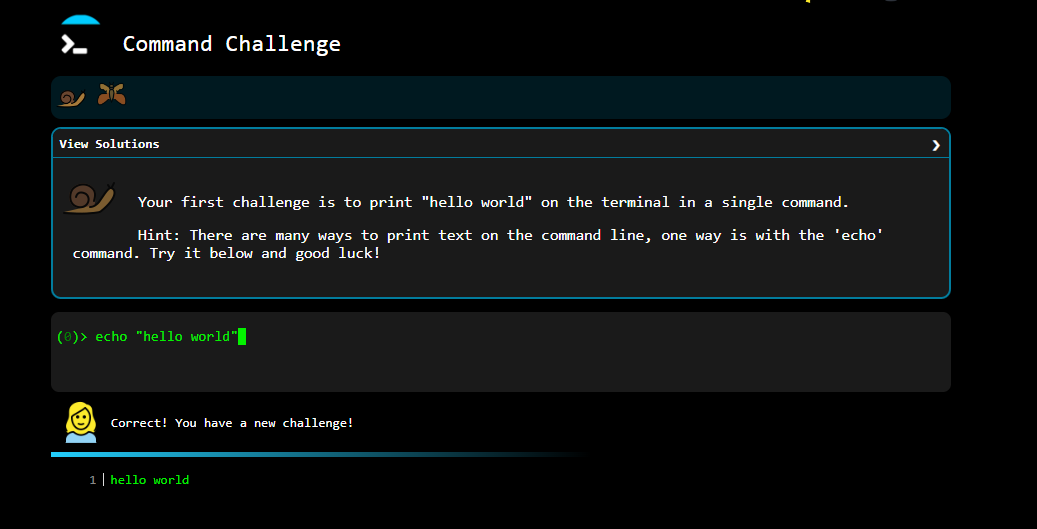 Command Challenge
View Solutions
Your first challenge is to print "hello world" on the terminal in a single command.
Hint: There are many ways to print text on the command line, one way is with the 'echo'
command. Try it below and good luck!
(0)> echo "hello world"
Correct! You have a new challenge!
1 hello world